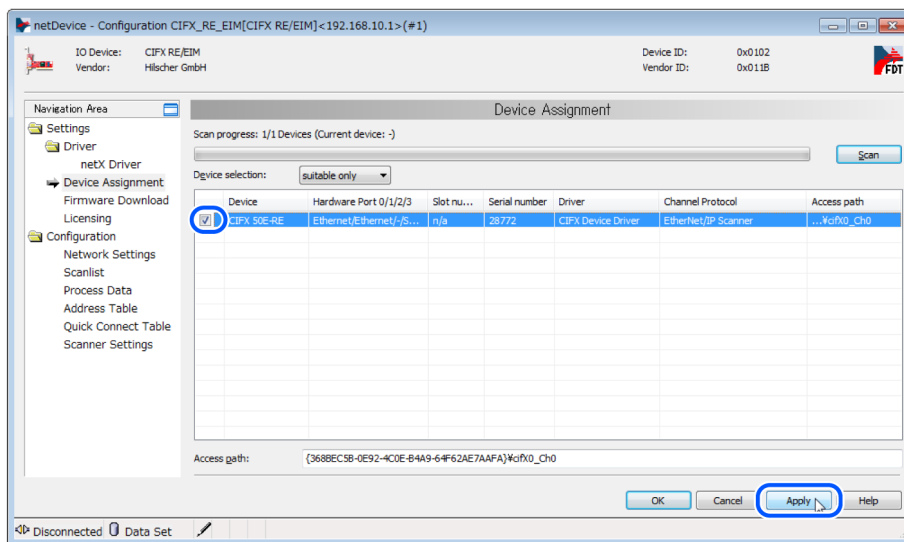 netDevice - Configuration CIFX_RE_EIM[CIFX RE/EIM]<192.168.10.1>(#1)
IO Device: CIFX RE/EIM Device ID: 0x0102
Vendor: Hilscher GmbH Vendor ID: 0x011B
FDT
Navigation Area
Device Assignment
Settings
Driver
netX Driver
Device Assignment
Firmware Download
Licensing
Configuration
Network Settings
Scanlist
Process Data
Address Table
Quick Connect Table
Scanner Settings
Scan progress: 1/1 Devices (Current device: -)
Scan
Device selection: suitable only
Device Hardware Port 0/1/2/3 Slot nu... Serial number Driver Channel Protocol Access path
CIFX 50E-RE Ethernet/Ethernet/-/S... n/a 28772 CIFX Device Driver EtherNet/IP Scanner ...¥cifX0_Ch0
Access path: {368BEC5B-0E92-4C0E-B4A9-64F62AE7AAFA}¥cifX0_Ch0
OK Cancel Apply Help
Disconnected Data Set